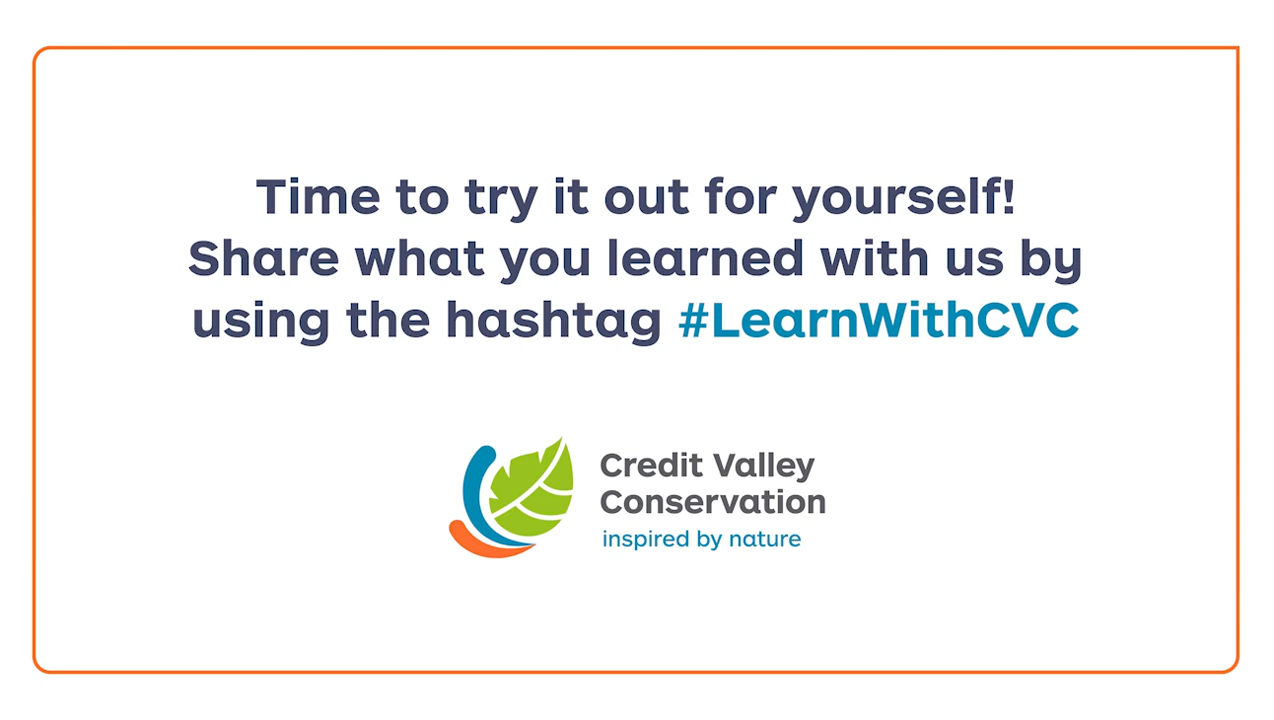 Time to try it out for yourself!
Share what you learned with us by
using the hashtag #LearnWithCVC
Credit Valley
Conservation
inspired by nature